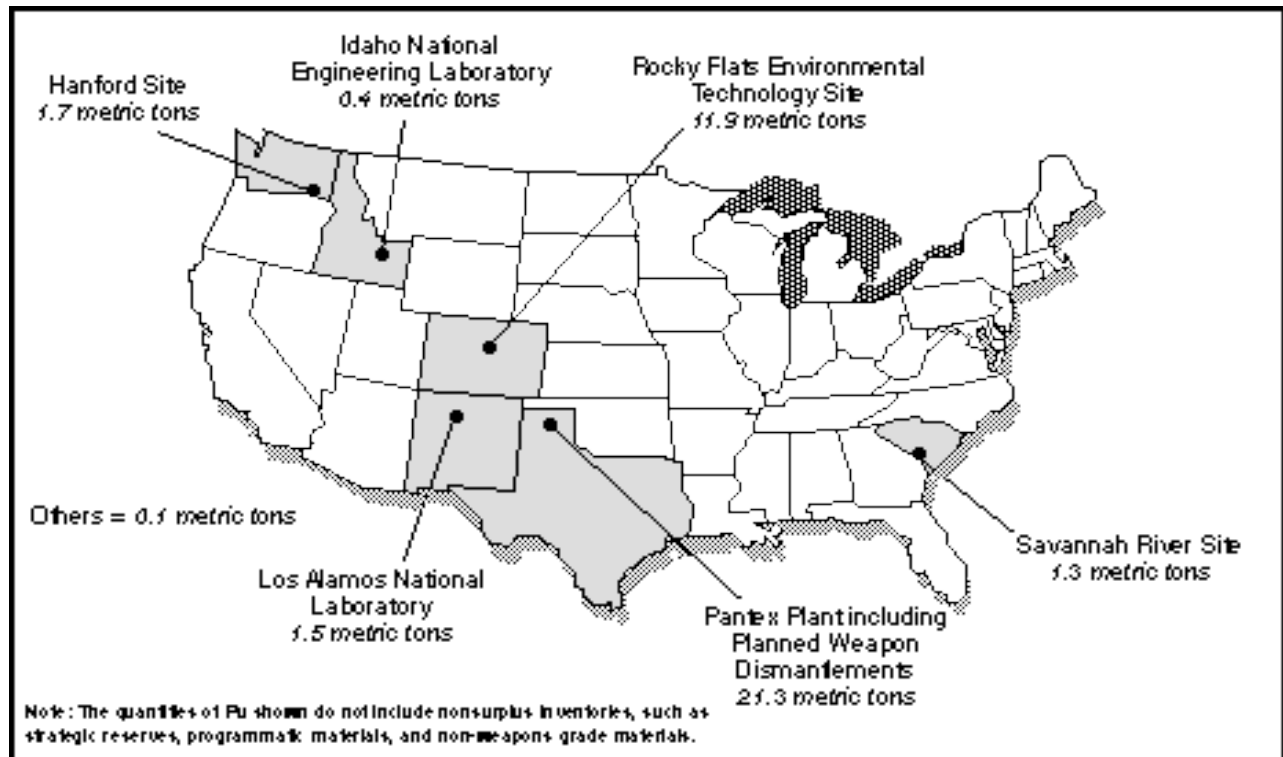 Hanford Site
1.7 metric tons
Idaho National
Engineering Laboratory
0.4 metric tons
Rocky Flats Environmental
Technology Site
11.9 metric tons
Others = 0.1 metric tons
Los Alamos National
Laboratory
1.5 metric tons
Pantex Plant including
Planned Weapon
Dismantlements
21.3 metric tons
Savannah River Site
1.3 metric tons
Note: The quantities of Pu shown do not include nonsurplus inventories, such as
strategic reserves, programmatic materials, and non-weapons grade materials.